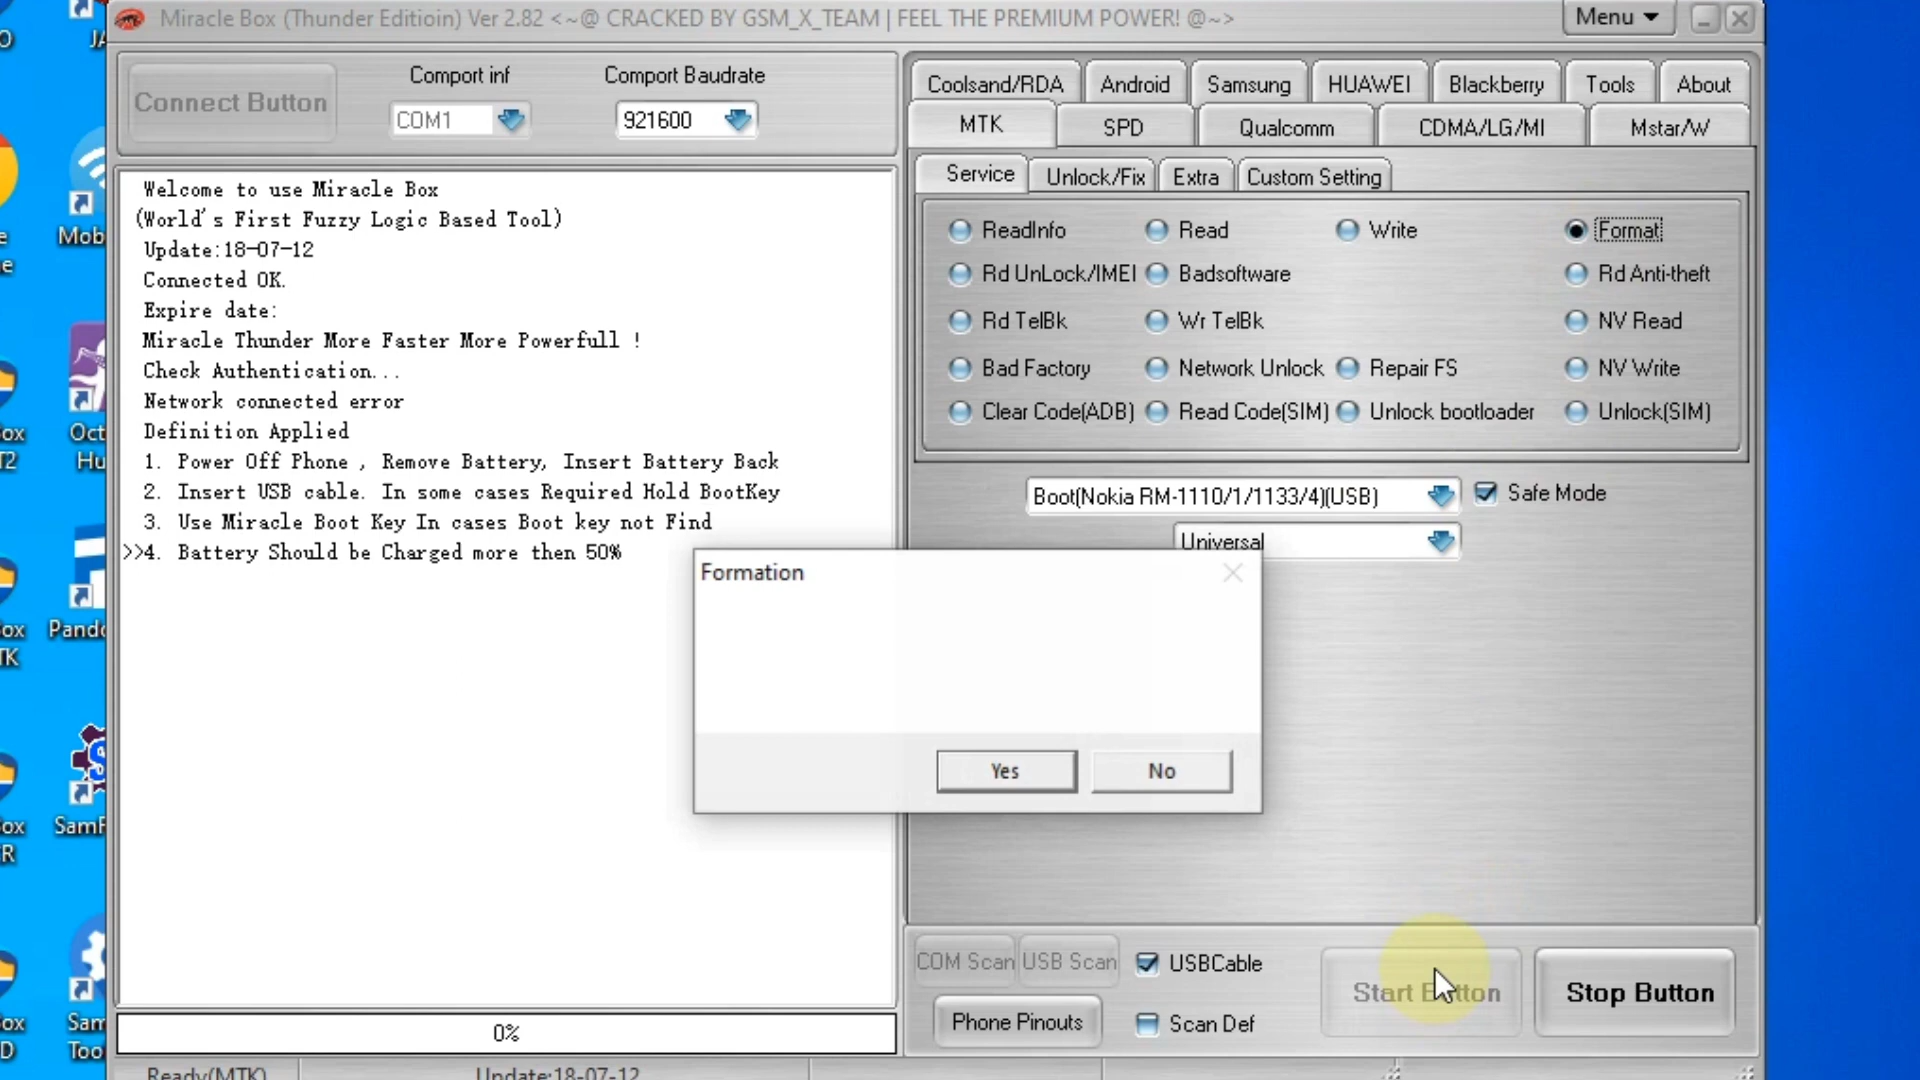 Miracle Box (Thunder Editioin) Ver 2.82 <~@ CRACKED BY GSM_X_TEAM | FEEL THE PREMIUM POWER! @~>
Menu
Connect Button
Comport inf
COM1
Comport Baudrate
921600
Welcome to use Miracle Box
(World's First Fuzzy Logic Based Tool)
Update:18-07-12
Connected OK.
Expire date:
Miracle Thunder More Faster More Powerfull !
Check Authentication...
Network connected error
Definition Applied
1. Power Off Phone , Remove Battery, Insert Battery Back
2. Insert USB cable. In some cases Required Hold BootKey
3. Use Miracle Boot Key In cases Boot key not Find
>>4. Battery Should be Charged more then 50%
0%
Ready(MTK)
Update:18-07-12
Coolsand/RDA
Android
Samsung
HUAWEI
Blackberry
Tools
About
MTK
SPD
Qualcomm
CDMA/LG/MI
Mstar/W
Service
Unlock/Fix
Extra
Custom Setting
ReadInfo
Read
Write
Format
Rd UnLock/IMEI
Badsoftware
Rd Anti-theft
Rd TelBk
Wr TelBk
NV Read
Bad Factory
Network Unlock
Repair FS
NV Write
Clear Code(ADB)
Read Code(SIM)
Unlock bootloader
Unlock(SIM)
Boot(Nokia RM-1110/1/1133/4)(USB)
Safe Mode
Universal
Formation
Yes
No
COM Scan
USB Scan
USBCable
Start Button
Stop Button
Phone Pinouts
Scan Def